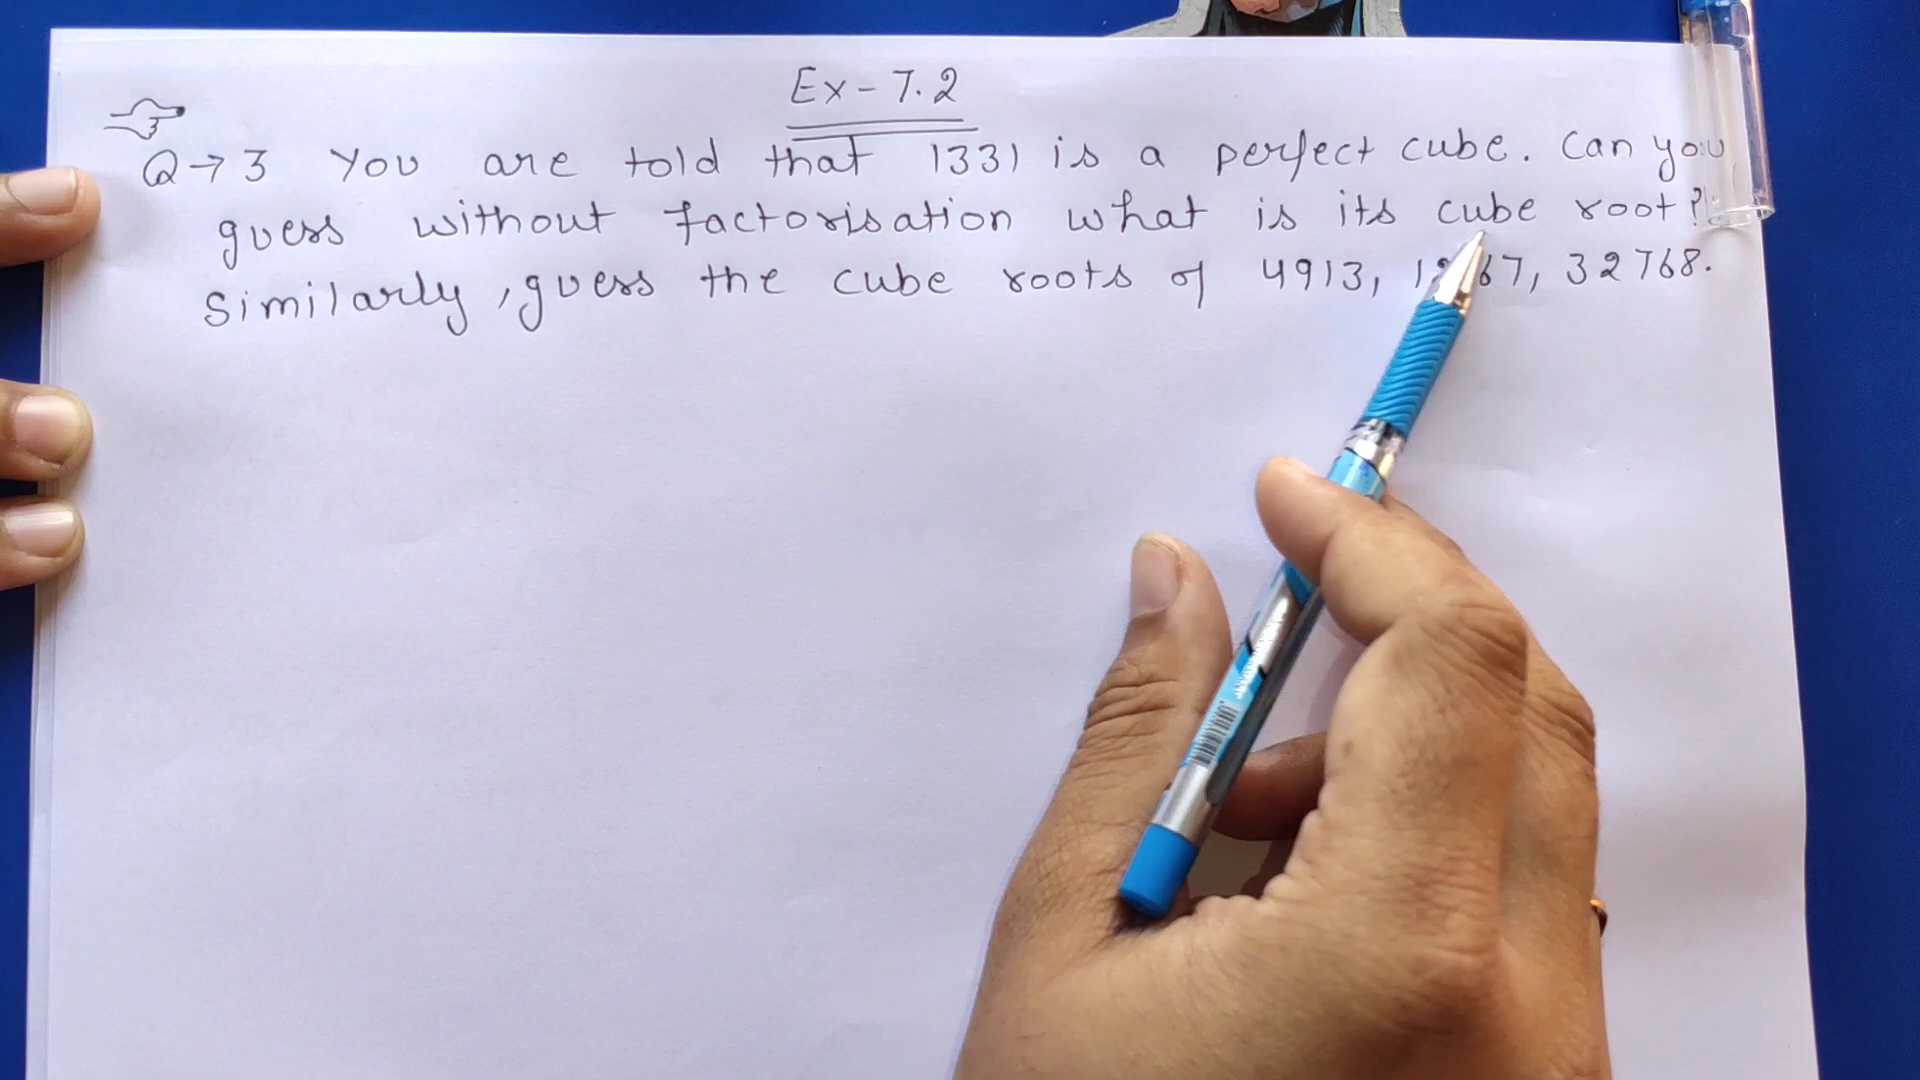 Ex - 7.2
Q → 3 You are told that 1331 is a perfect cube. Can you
guess without factorisation what is its cube root?
Similarly, guess the cube roots of 4913, 32768.